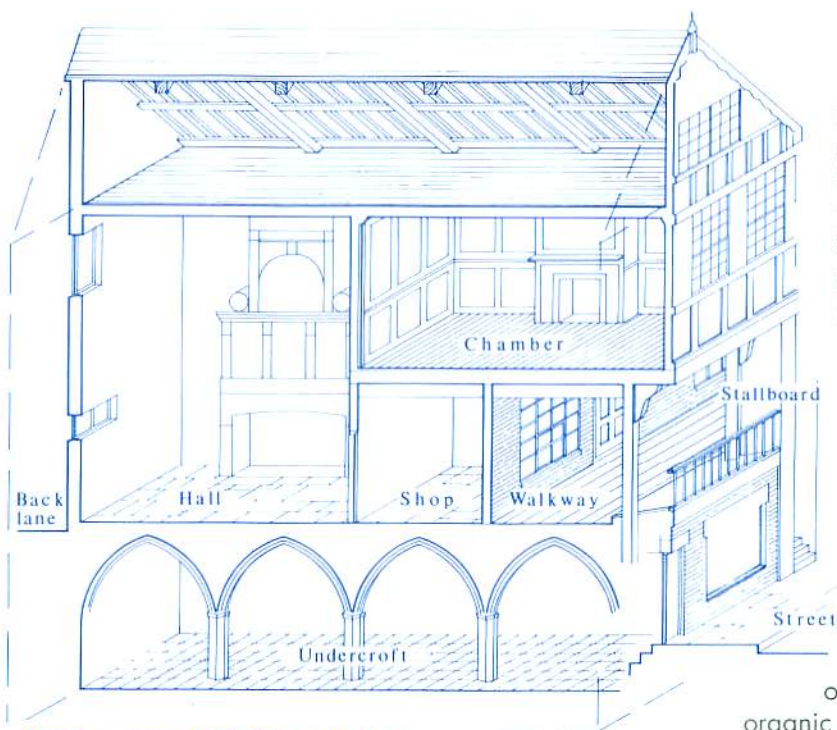 Chamber
Stallboard
Back
lane
Hall
Shop
Walkway
Undercroft
Street
o
organic